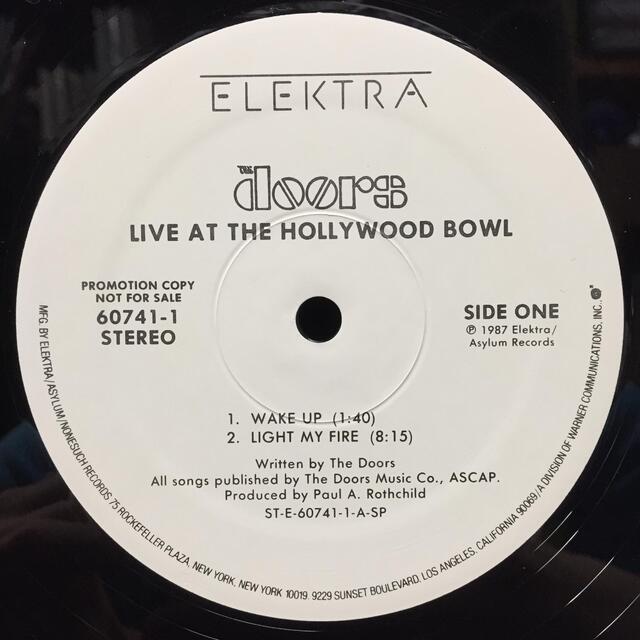 ELEKTRA
THE doors
LIVE AT THE HOLLYWOOD BOWL
PROMOTION COPY
NOT FOR SALE
60741-1
STEREO
SIDE ONE
℗ 1987 Elektra/
Asylum Records
1. WAKE UP (1:40)
2. LIGHT MY FIRE (8:15)
Written by The Doors
All songs published by The Doors Music Co., ASCAP.
Produced by Paul A. Rothchild
ST-E-60741-1-A-SP
MFG. BY ELEKTRA/ASYLUM/NONESUCH RECORDS 75 ROCKEFELLER PLAZA, NEW YORK, NEW YORK 10019. 9229 SUNSET BOULEVARD, LOS ANGELES, CALIFORNIA 90069/A DIVISION OF WARNER COMMUNICATIONS, INC.